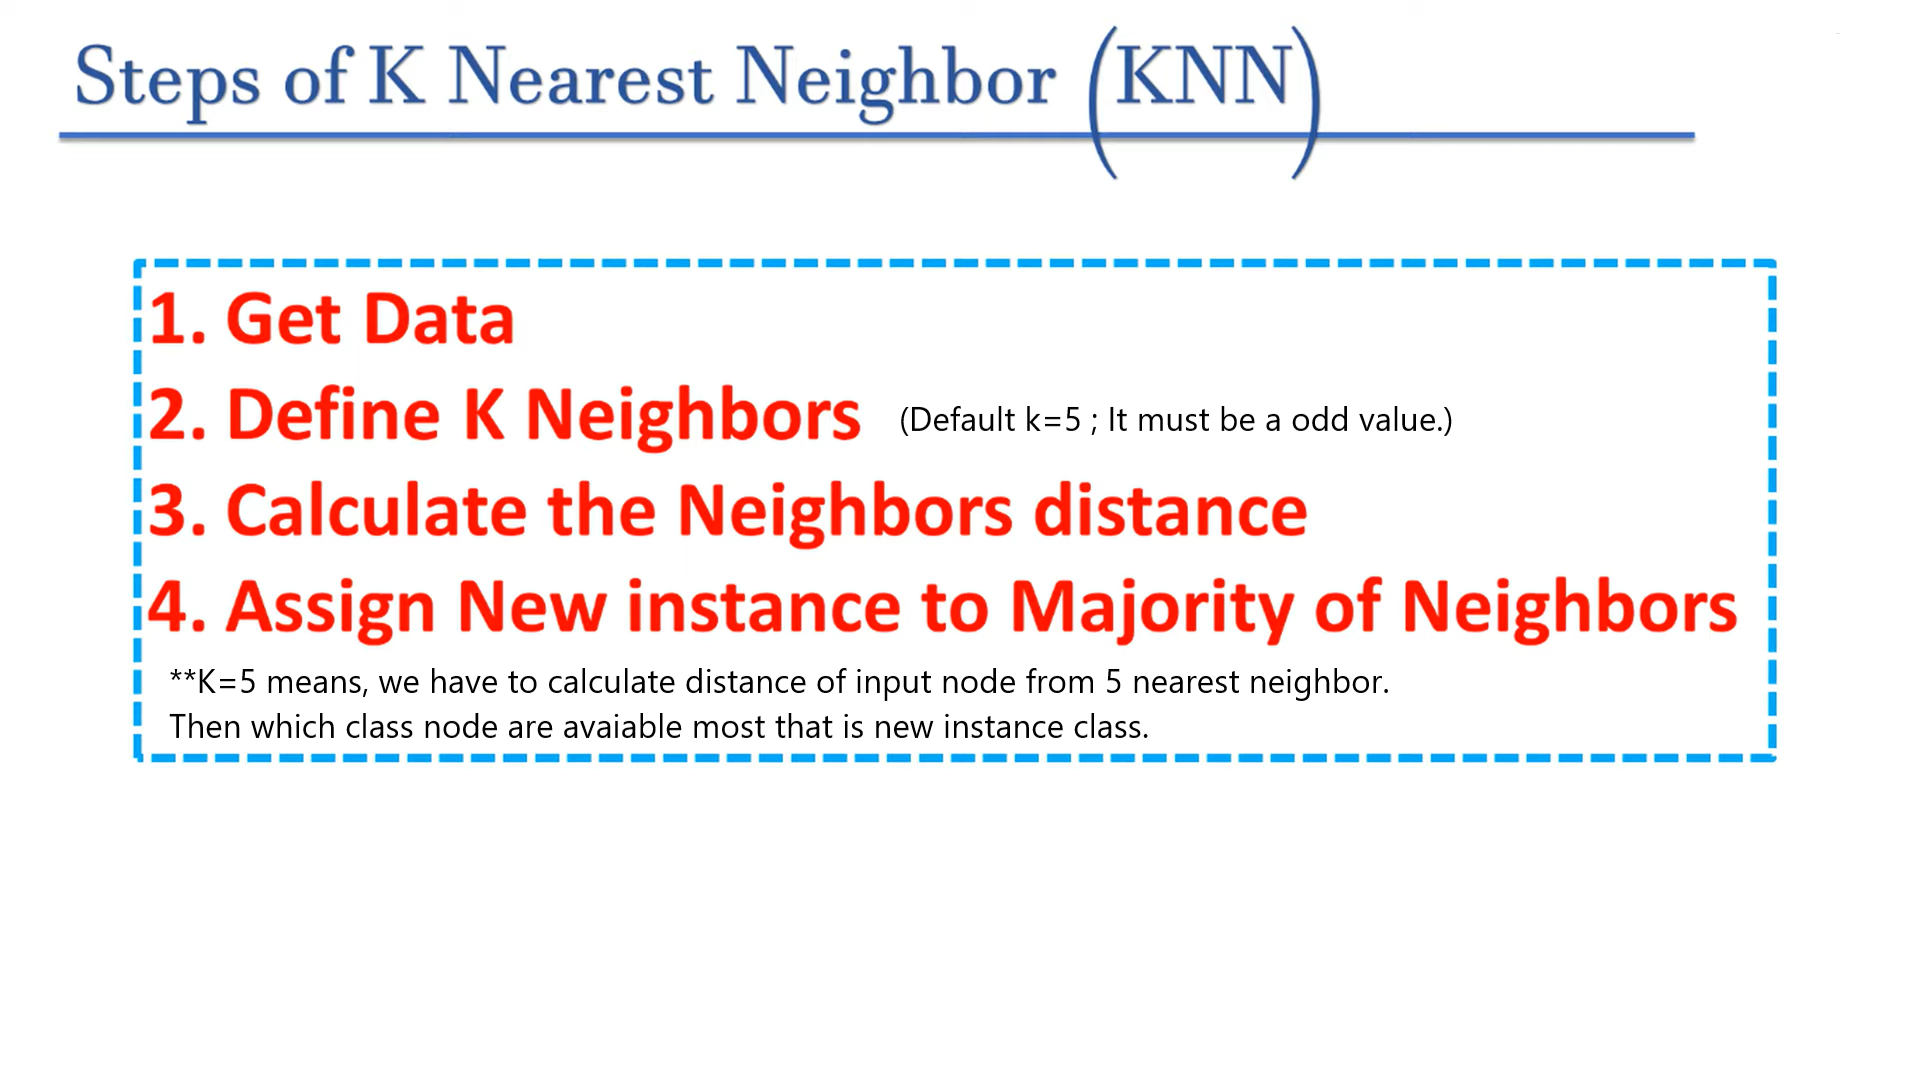 Steps of K Nearest Neighbor (KNN)
1. Get Data
2. Define K Neighbors (Default k=5 ; It must be a odd value.)
3. Calculate the Neighbors distance
4. Assign New instance to Majority of Neighbors
**K=5 means, we have to calculate distance of input node from 5 nearest neighbor.
Then which class node are avaiable most that is new instance class.